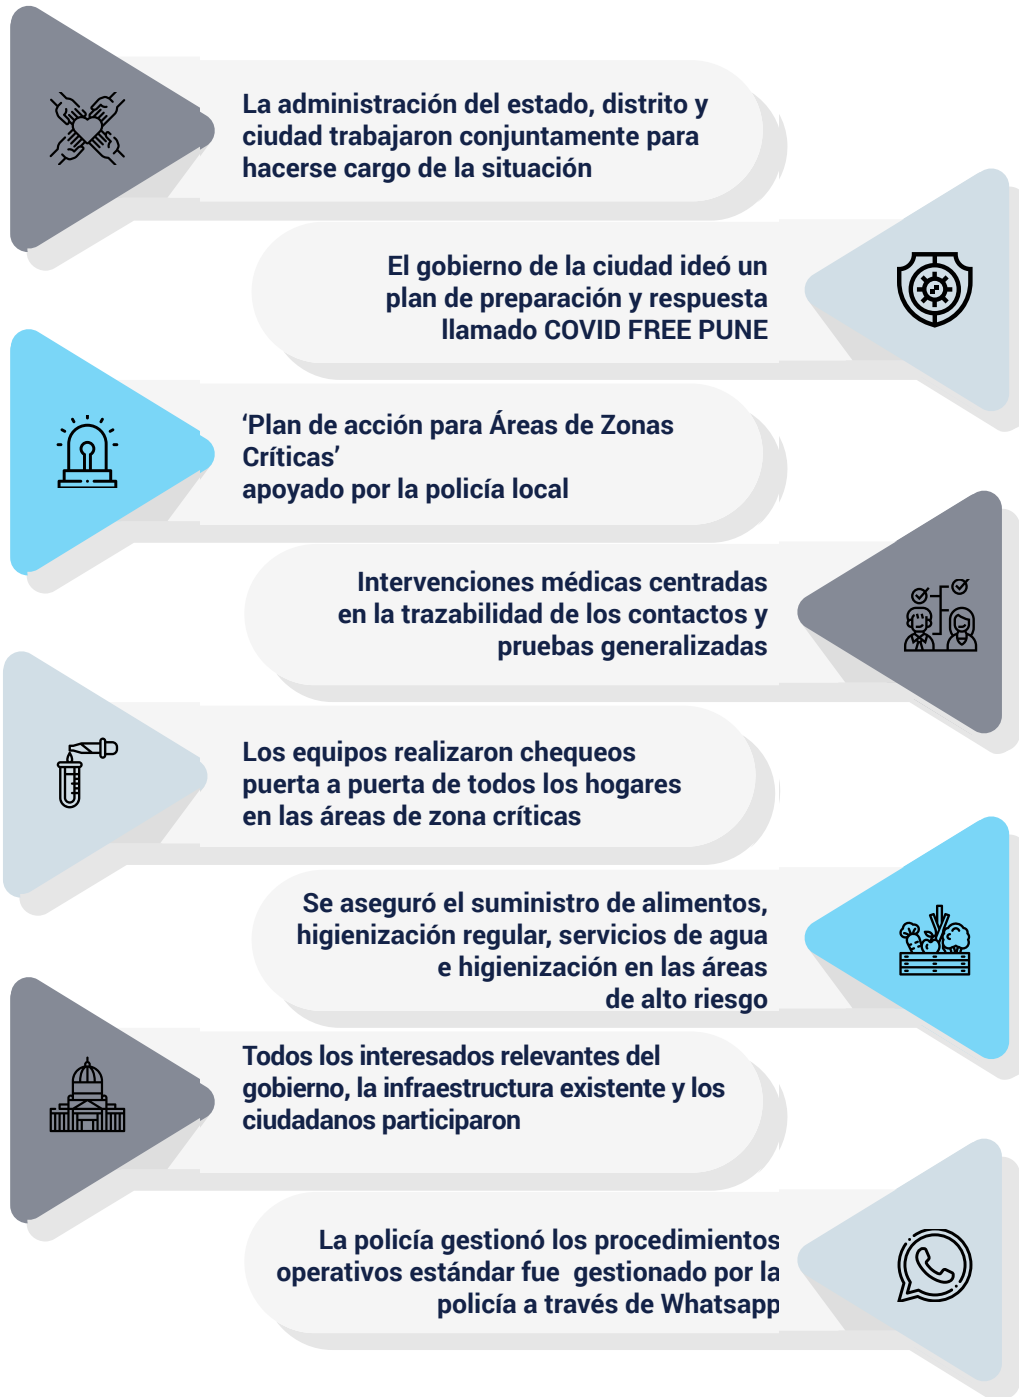 La administración del estado, distrito y
ciudad trabajaron conjuntamente para
hacerse cargo de la situación
El gobierno de la ciudad ideó un
plan de preparación y respuesta
llamado COVID FREE PUNE
‘Plan de acción para Áreas de Zonas
Críticas’
apoyado por la policía local
Intervenciones médicas centradas
en la trazabilidad de los contactos y
pruebas generalizadas
Los equipos realizaron chequeos
puerta a puerta de todos los hogares
en las áreas de zona críticas
Se aseguró el suministro de alimentos,
higienización regular, servicios de agua
e higienización en las áreas
de alto riesgo
Todos los interesados relevantes del
gobierno, la infraestructura existente y los
ciudadanos participaron
La policía gestionó los procedimientos
operativos estándar fue  gestionado por la
policía a través de Whatsapp